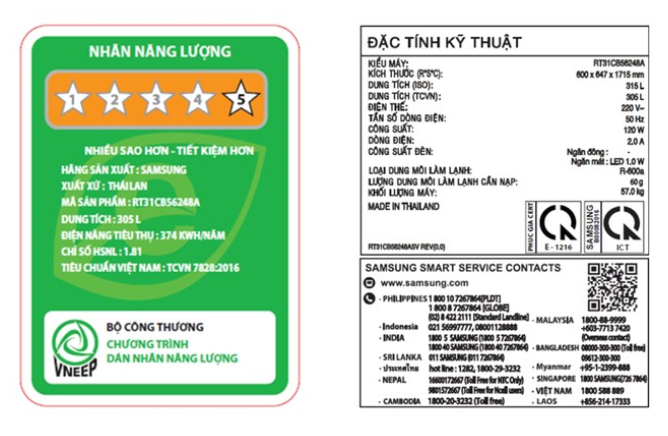 NHÃN NĂNG LƯỢNG
1 2 3 4 5
NHIỀU SAO HƠN - TIẾT KIỆM HƠN
HÃNG SẢN XUẤT : SAMSUNG
XUẤT XỨ : THÁI LAN
MÃ SẢN PHẨM : RT31CB56248A
DUNG TÍCH : 305 L
ĐIỆN NĂNG TIÊU THỤ : 374 KWH/NĂM
CHỈ SỐ HSNL : 1.81
TIÊU CHUẨN VIỆT NAM : TCVN 7828:2016
VNEEP
BỘ CÔNG THƯƠNG
CHƯƠNG TRÌNH
DÁN NHÃN NĂNG LƯỢNG
ĐẶC TÍNH KỸ THUẬT
KIỂU MÁY: RT31CB56248A
KÍCH THƯỚC (R*S*C): 600 x 647 x 1715 mm
DUNG TÍCH (ISO): 315 L
DUNG TÍCH (TCVN): 305 L
ĐIỆN THẾ: 220 V~
TẦN SỐ DÒNG ĐIỆN: 50 Hz
CÔNG SUẤT: 120 W
DÒNG ĐIỆN: 2.0 A
CÔNG SUẤT ĐÈN: Ngăn đông : -
Ngăn mát : LED 1.0 W
LOẠI DUNG MÔI LÀM LẠNH: R-600a
LƯỢNG DUNG MÔI LÀM LẠNH CẦN NẠP: 60 g
KHỐI LƯỢNG MÁY: 57.0 kg
MADE IN THAILAND
RT31CB56248ASV REV(0.0)
PHUC GIA CERT
E - 1216
SAMSUNG
ICT
SAMSUNG SMART SERVICE CONTACTS
www.samsung.com
· PHILIPPINES 1 800 10 7267864 [PLDT]
1 800 8 7267864 [GLOBE]
(02) 8 422 2111 [Standard Landline]
· Indonesia 021 56997777, 08001128888
· INDIA 1800 5 SAMSUNG (1800 5 7267864)
1800 40 SAMSUNG (1800 40 7267864)
· SRI LANKA 011 SAMSUNG (011 7267864)
· ประเทศไทย hot line : 1282, 1800-29-3232
· NEPAL 16600172667 (Toll Free for NTC Only)
9801572667 (Toll Free for Ncell users)
· CAMBODIA 1800-20-3232 (Toll free)
· MALAYSIA 1800-88-9999
+603-7713 7420
(Overseas contact)
· BANGLADESH 08000-300-300 (Toll free)
09612-300-300
· Myanmar +95-1-2399-888
· SINGAPORE 1800 SAMSUNG (726 7864)
· VIỆT NAM 1800 588 889
· LAOS +856-214-17333